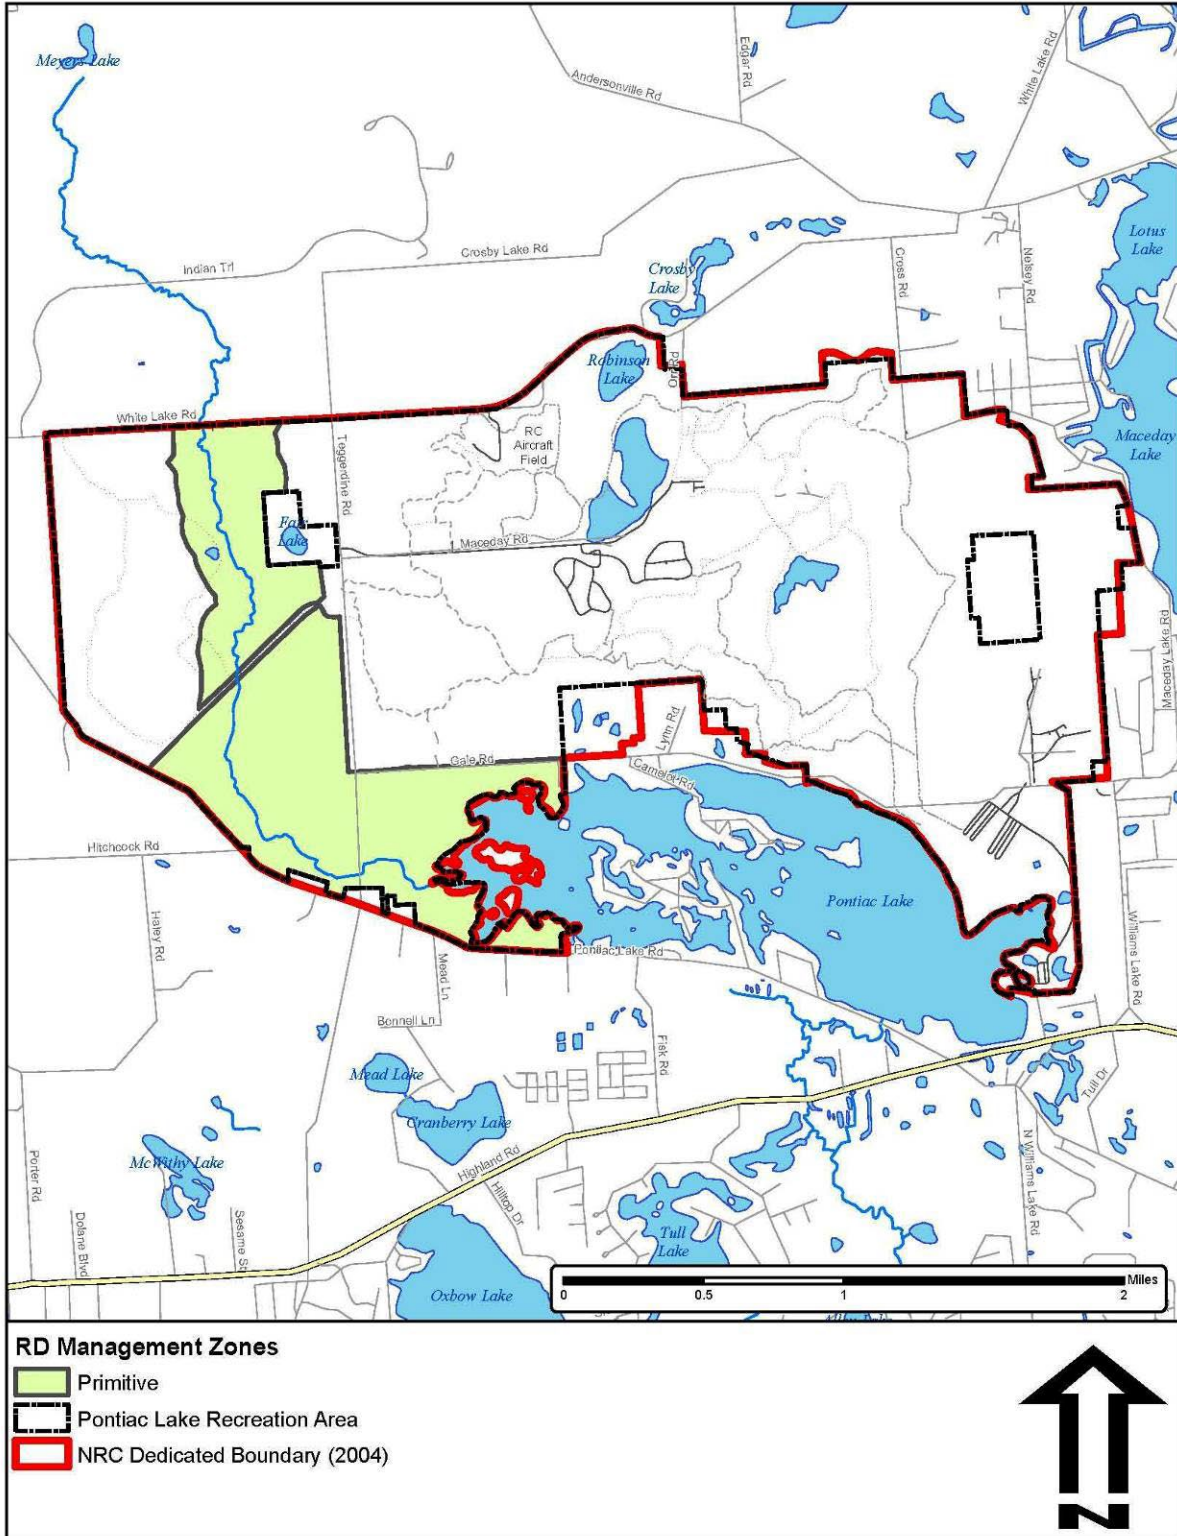 Meyers Lake
Edgar Rd
White Lake Rd
Andersonville Rd
Lotus
Lake
Indian Trl
Crosby Lake Rd
Crosby
Lake
Cross Rd
Nelsey Rd
Robinson
Lake
White Lake Rd
RC
Aircraft
Field
Teggerdine Rd
Maceday
Lake
Fair
Lake
Maceday Rd
Maceday Lake Rd
Lynn Rd
Gale Rd
Camelot Rd
Hitchcock Rd
Pontiac Lake
Haley Rd
Mead Ln
Pontiac Lake Rd
Williams Lake Rd
Bonnell Ln
Fisk Rd
Mead Lake
Cranberry Lake
Tull Dr
McWithy Lake
Highland Rd
N Williams Lake Rd
Porter Rd
Dolane Blvd
Sesame St
Hilltop Dr
Tull
Lake
Oxbow Lake
0
0.5
1
2
Miles
RD Management Zones
Primitive
Pontiac Lake Recreation Area
NRC Dedicated Boundary (2004)
N